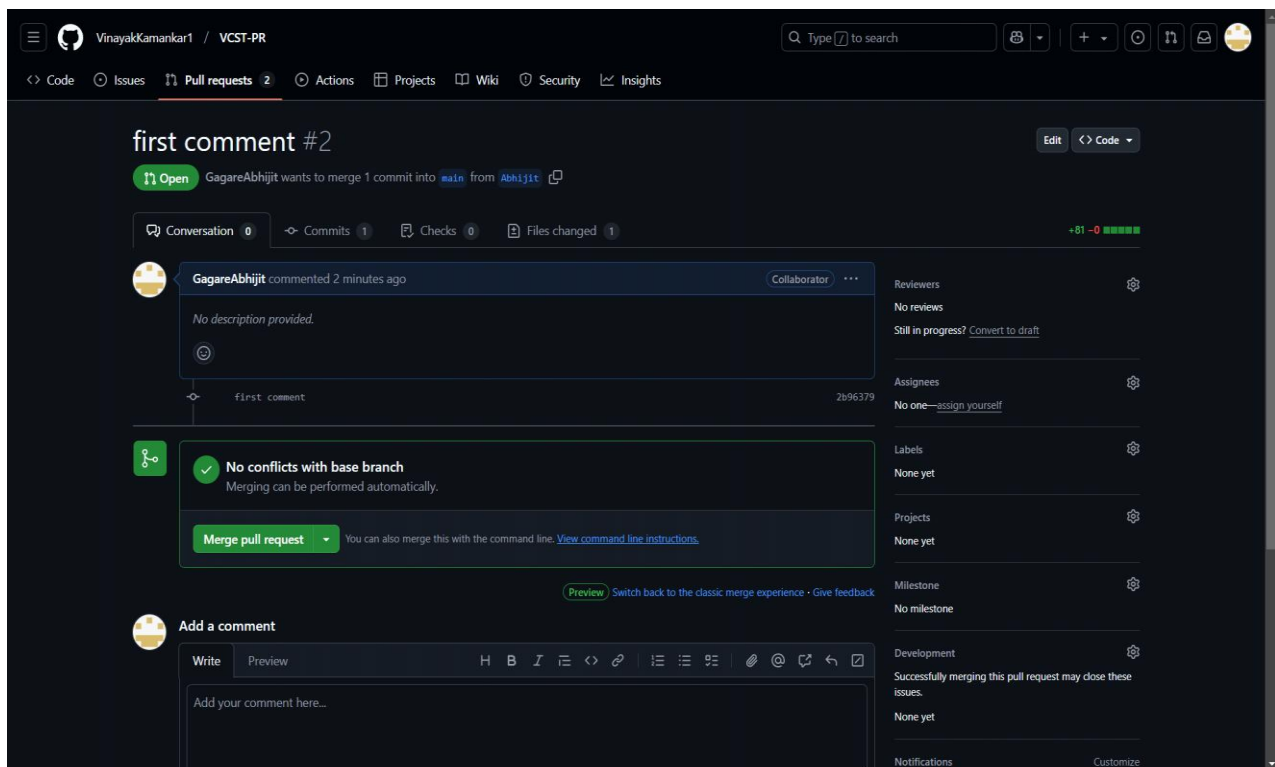 VinayakKamankar1 / VCST-PR
Type / to search
<> Code
Issues
Pull requests 2
Actions
Projects
Wiki
Security
Insights
first comment #2
Edit
<> Code
Open
GagareAbhijit wants to merge 1 commit into main from Abhijit
Conversation 0
Commits 1
Checks 0
Files changed 1
+81 −0
GagareAbhijit commented 2 minutes ago
Collaborator
No description provided.
first comment
2b96379
No conflicts with base branch
Merging can be performed automatically.
Merge pull request
You can also merge this with the command line. View command line instructions.
Preview Switch back to the classic merge experience · Give feedback
Add a comment
Write
Preview
H B I
Add your comment here...
Reviewers
No reviews
Still in progress? Convert to draft
Assignees
No one—assign yourself
Labels
None yet
Projects
None yet
Milestone
No milestone
Development
Successfully merging this pull request may close these
issues.
None yet
Notifications
Customize